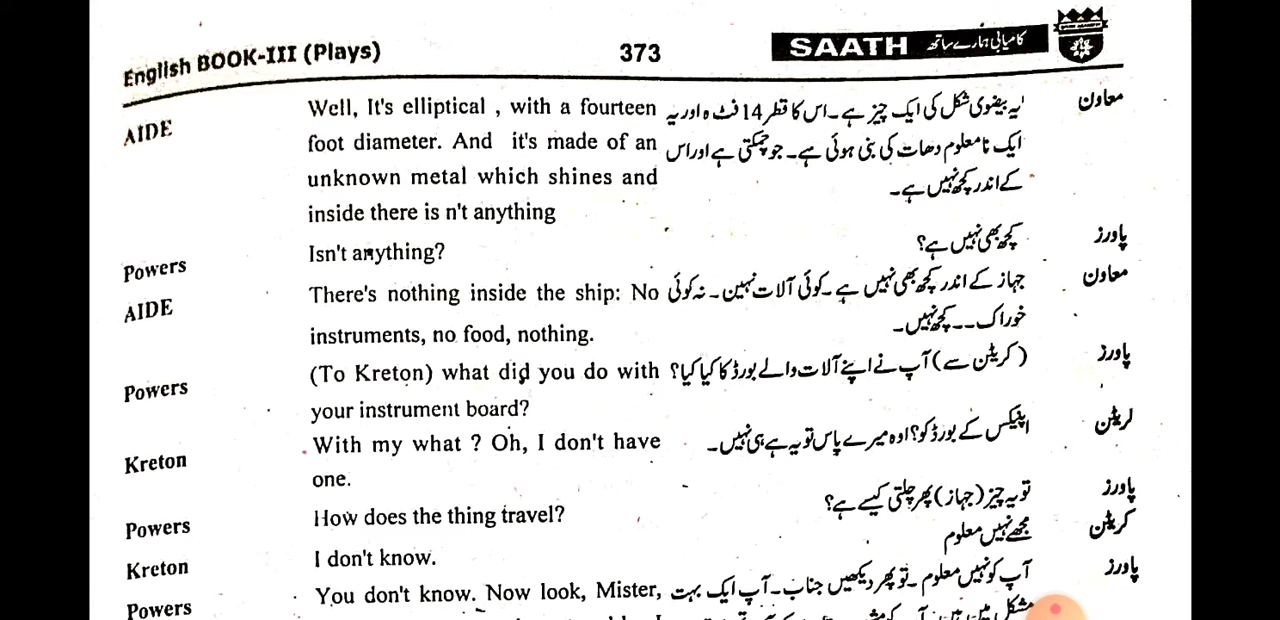 English BOOK-III (Plays) 373 SAATH کامیابی ہمارے ساتھ
AIDE Well, It's elliptical , with a fourteen یہ بیضوی شکل کی ایک چیز ہے۔اس کا قطر 14 فٹ ہ اور یہ معاون
foot diameter. And it's made of an ایک نامعلوم دھات کی بنی ہوئی ہے۔ جو چمکتی ہے اور اس
unknown metal which shines and کے اندر کچھ نہیں ہے۔
inside there is n't anything
Powers Isn't anything? کچھ بھی نہیں ہے؟ پاورز
AIDE There's nothing inside the ship: No جہاز کے اندر کچھ بھی نہیں ہے ۔کوئی آلات نہین ۔ نہ کوئی معاون
instruments, no food, nothing. خوراک ۔۔۔کچھ نہیں۔
Powers (To Kreton) what did you do with (کریٹن سے) آپ نے اپنے آلات والے بورڈ کا کیا کیا؟ پاورز
your instrument board?
Kreton With my what ? Oh, I don't have کے بورڈ کو؟ اوہ میرے پاس تو یہ ہے ہی نہیں۔ لریٹن
one.
Powers How does the thing travel? تو یہ چیز (جہاز) پھر چلتی کیسے ہے؟ پاورز
Kreton I don't know. مجھے نہیں معلوم کریٹن
Powers You don't know. Now look, Mister, آپ کو نہیں معلوم ۔تو پھر دیکھیں جناب۔آپ ایک بہت پاورز